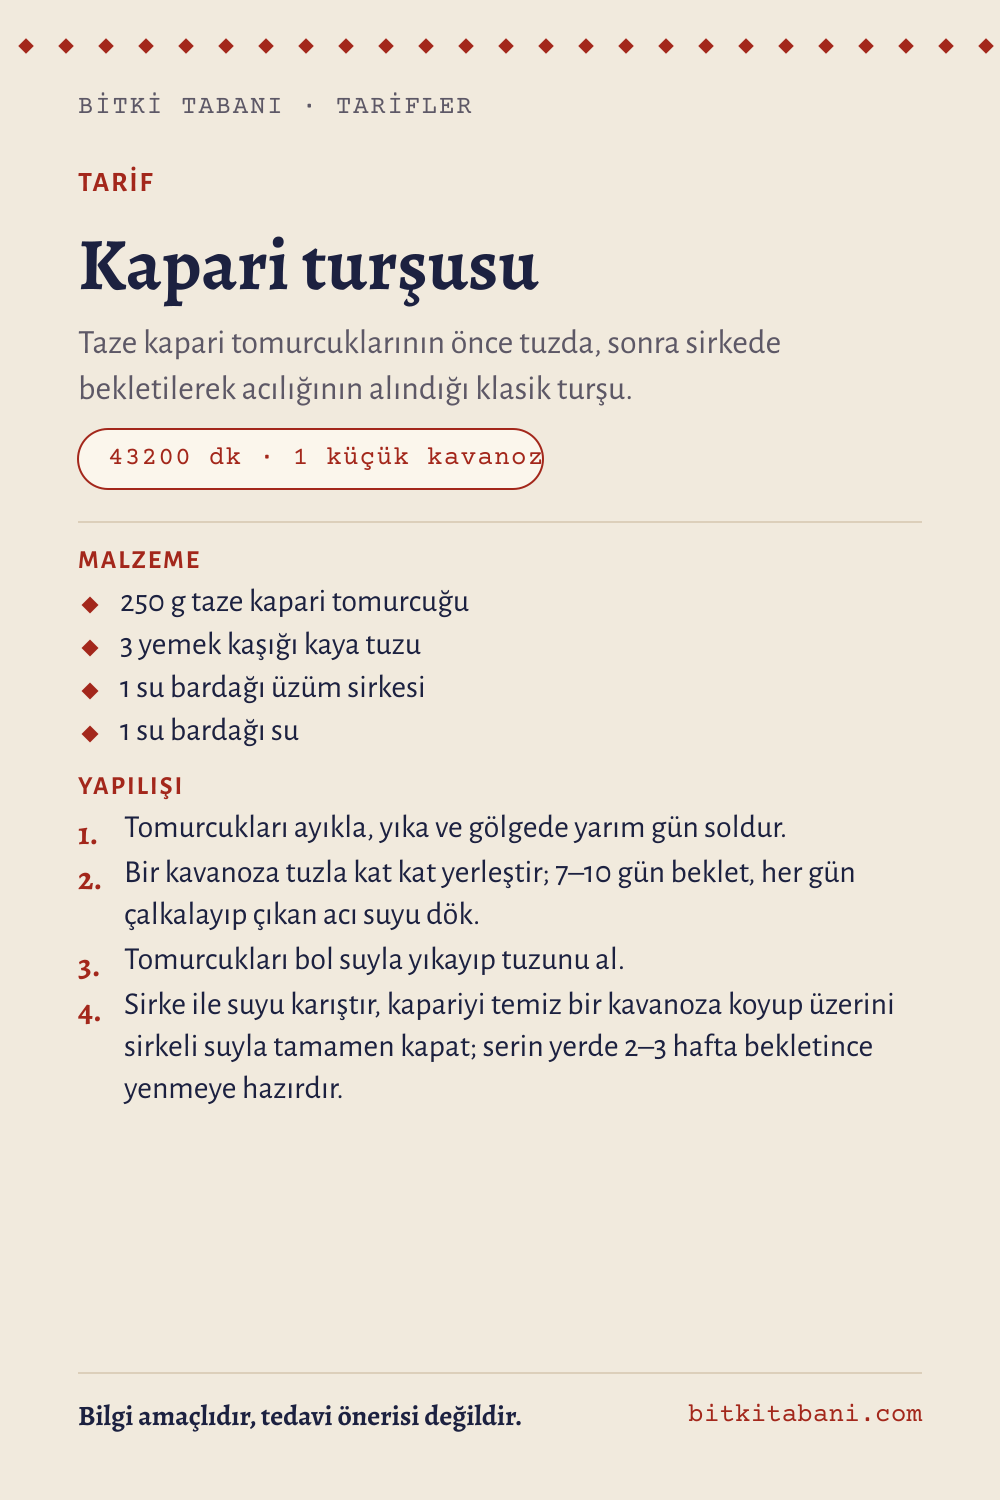 BİTKİ TABANI · TARİFLER
TARİF
Kapari turşusu
Taze kapari tomurcuklarının önce tuzda, sonra sirkede
bekletilerek acılığının alındığı klasik turşu.
43200 dk · 1 küçük kavanoz
MALZEME
250 g taze kapari tomurcuğu
3 yemek kaşığı kaya tuzu
1 su bardağı üzüm sirkesi
1 su bardağı su
YAPILIŞI
1. Tomurcukları ayıkla, yıka ve gölgede yarım gün soldur.
2. Bir kavanoza tuzla kat kat yerleştir; 7–10 gün beklet, her gün
çalkalayıp çıkan acı suyu dök.
3. Tomurcukları bol suyla yıkayıp tuzunu al.
4. Sirke ile suyu karıştır, kapariyi temiz bir kavanoza koyup üzerini
sirkeli suyla tamamen kapat; serin yerde 2–3 hafta bekletince
yenmeye hazırdır.
Bilgi amaçlıdır, tedavi önerisi değildir.
bitkitabani.com